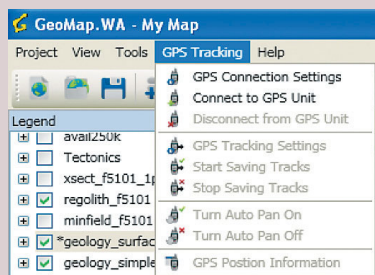 GeoMap.WA - My Map
Project View Tools GPS Tracking Help
GPS Connection Settings
Connect to GPS Unit
Disconnect from GPS Unit
GPS Tracking Settings
Start Saving Tracks
Stop Saving Tracks
Turn Auto Pan On
Turn Auto Pan Off
GPS Postion Information
Legend
avail250k
Tectonics
xsect_f5101_1
regolith_f5101
minfield_f5101
*geology_surfac
geology_simple